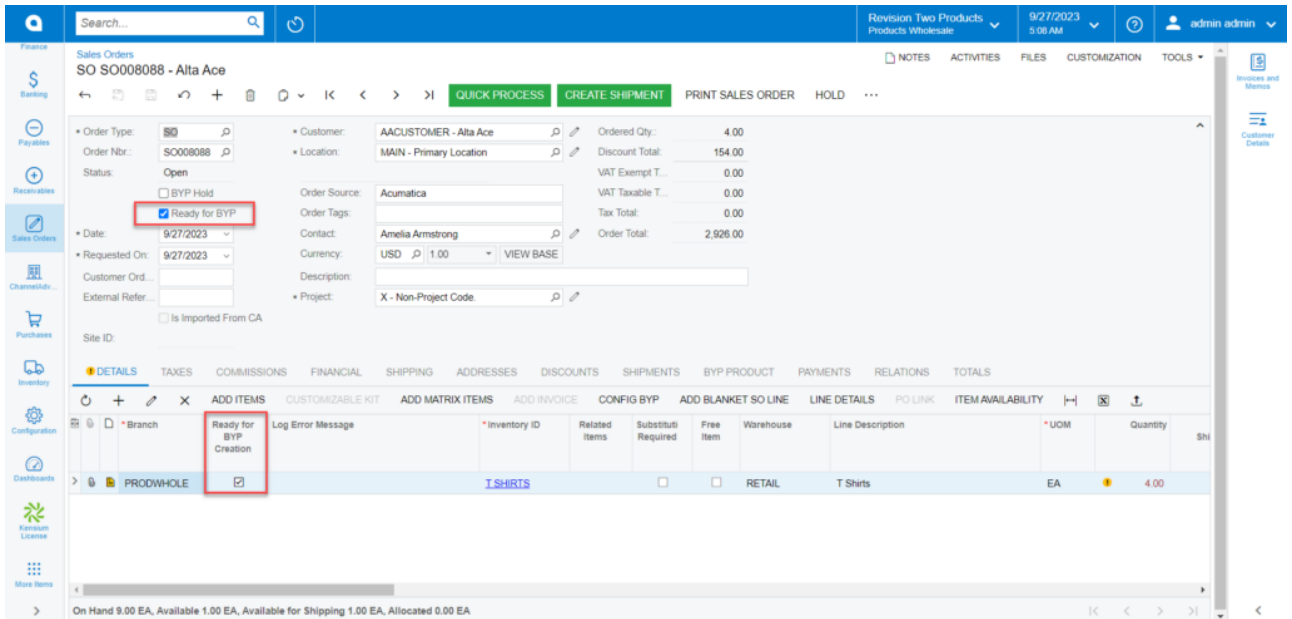 Search...
Revision Two Products
Products Wholesale
9/27/2023
5:08 AM
admin admin
Finance
Banking
Payables
Receivables
Sales Orders
ChannelAdv...
Purchases
Inventory
Configuration
Dashboards
Kensium
License
More Items
Sales Orders
SO SO008088 - Alta Ace
NOTES ACTIVITIES FILES CUSTOMIZATION TOOLS
QUICK PROCESS CREATE SHIPMENT PRINT SALES ORDER HOLD ...
* Order Type: SO * Customer: AACUSTOMER - Alta Ace Ordered Qty.: 4.00
Order Nbr.: SO008088 * Location: MAIN - Primary Location Discount Total: 154.00
Status: Open VAT Exempt T... 0.00
BYP Hold Order Source: Acumatica VAT Taxable T... 0.00
Ready for BYP Order Tags: Tax Total: 0.00
* Date: 9/27/2023 Contact: Amelia Armstrong Order Total: 2,926.00
* Requested On: 9/27/2023 Currency: USD 1.00 VIEW BASE
Customer Ord... Description:
External Refer... * Project: X - Non-Project Code.
Is Imported From CA
Site ID:
DETAILS TAXES COMMISSIONS FINANCIAL SHIPPING ADDRESSES DISCOUNTS SHIPMENTS BYP PRODUCT PAYMENTS RELATIONS TOTALS
ADD ITEMS CUSTOMIZABLE KIT ADD MATRIX ITEMS ADD INVOICE CONFIG BYP ADD BLANKET SO LINE LINE DETAILS PO LINK ITEM AVAILABILITY
* Branch Ready for BYP Creation Log Error Message * Inventory ID Related Items Substituti Required Free Item Warehouse Line Description * UOM Quantity Shi
PRODWHOLE T SHIRTS RETAIL T Shirts EA 4.00
On Hand 9.00 EA, Available 1.00 EA, Available for Shipping 1.00 EA, Allocated 0.00 EA
Invoices and
Memos
Customer
Details